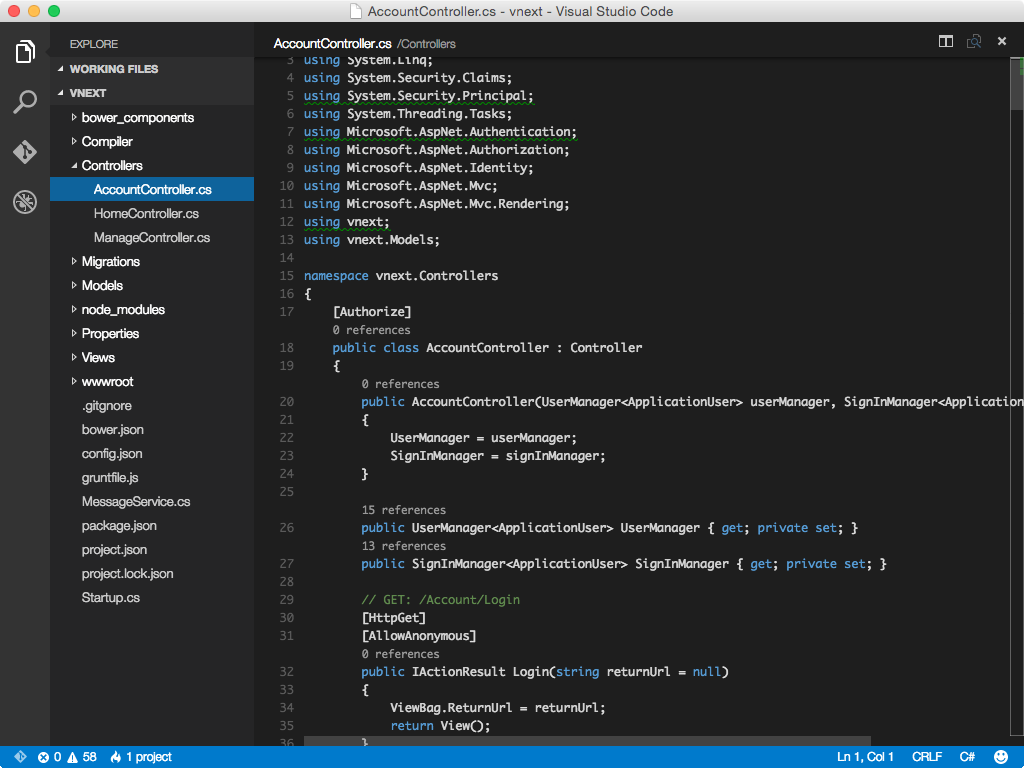 AccountController.cs - vnext - Visual Studio Code
EXPLORE
WORKING FILES
VNEXT
bower_components
Compiler
Controllers
AccountController.cs
HomeController.cs
ManageController.cs
Migrations
Models
node_modules
Properties
Views
wwwroot
.gitgnore
bower.json
config.json
gruntfile.js
MessageService.cs
package.json
project.json
project.lock.json
Startup.cs
AccountController.cs /Controllers
3 using System.Linq;
4 using System.Security.Claims;
5 using System.Security.Principal;
6 using System.Threading.Tasks;
7 using Microsoft.AspNet.Authentication;
8 using Microsoft.AspNet.Authorization;
9 using Microsoft.AspNet.Identity;
10 using Microsoft.AspNet.Mvc;
11 using Microsoft.AspNet.Mvc.Rendering;
12 using vnext;
13 using vnext.Models;
14
15 namespace vnext.Controllers
16 {
17 [Authorize]
0 references
18 public class AccountController : Controller
19 {
0 references
20 public AccountController(UserManager<ApplicationUser> userManager, SignInManager<Application
21 {
22 UserManager = userManager;
23 SignInManager = signInManager;
24 }
25
15 references
26 public UserManager<ApplicationUser> UserManager { get; private set; }
13 references
27 public SignInManager<ApplicationUser> SignInManager { get; private set; }
28
29 // GET: /Account/Login
30 [HttpGet]
31 [AllowAnonymous]
0 references
32 public IActionResult Login(string returnUrl = null)
33 {
34 ViewBag.ReturnUrl = returnUrl;
35 return View();
36 }
0 58 1 project
Ln 1, Col 1 CRLF C#